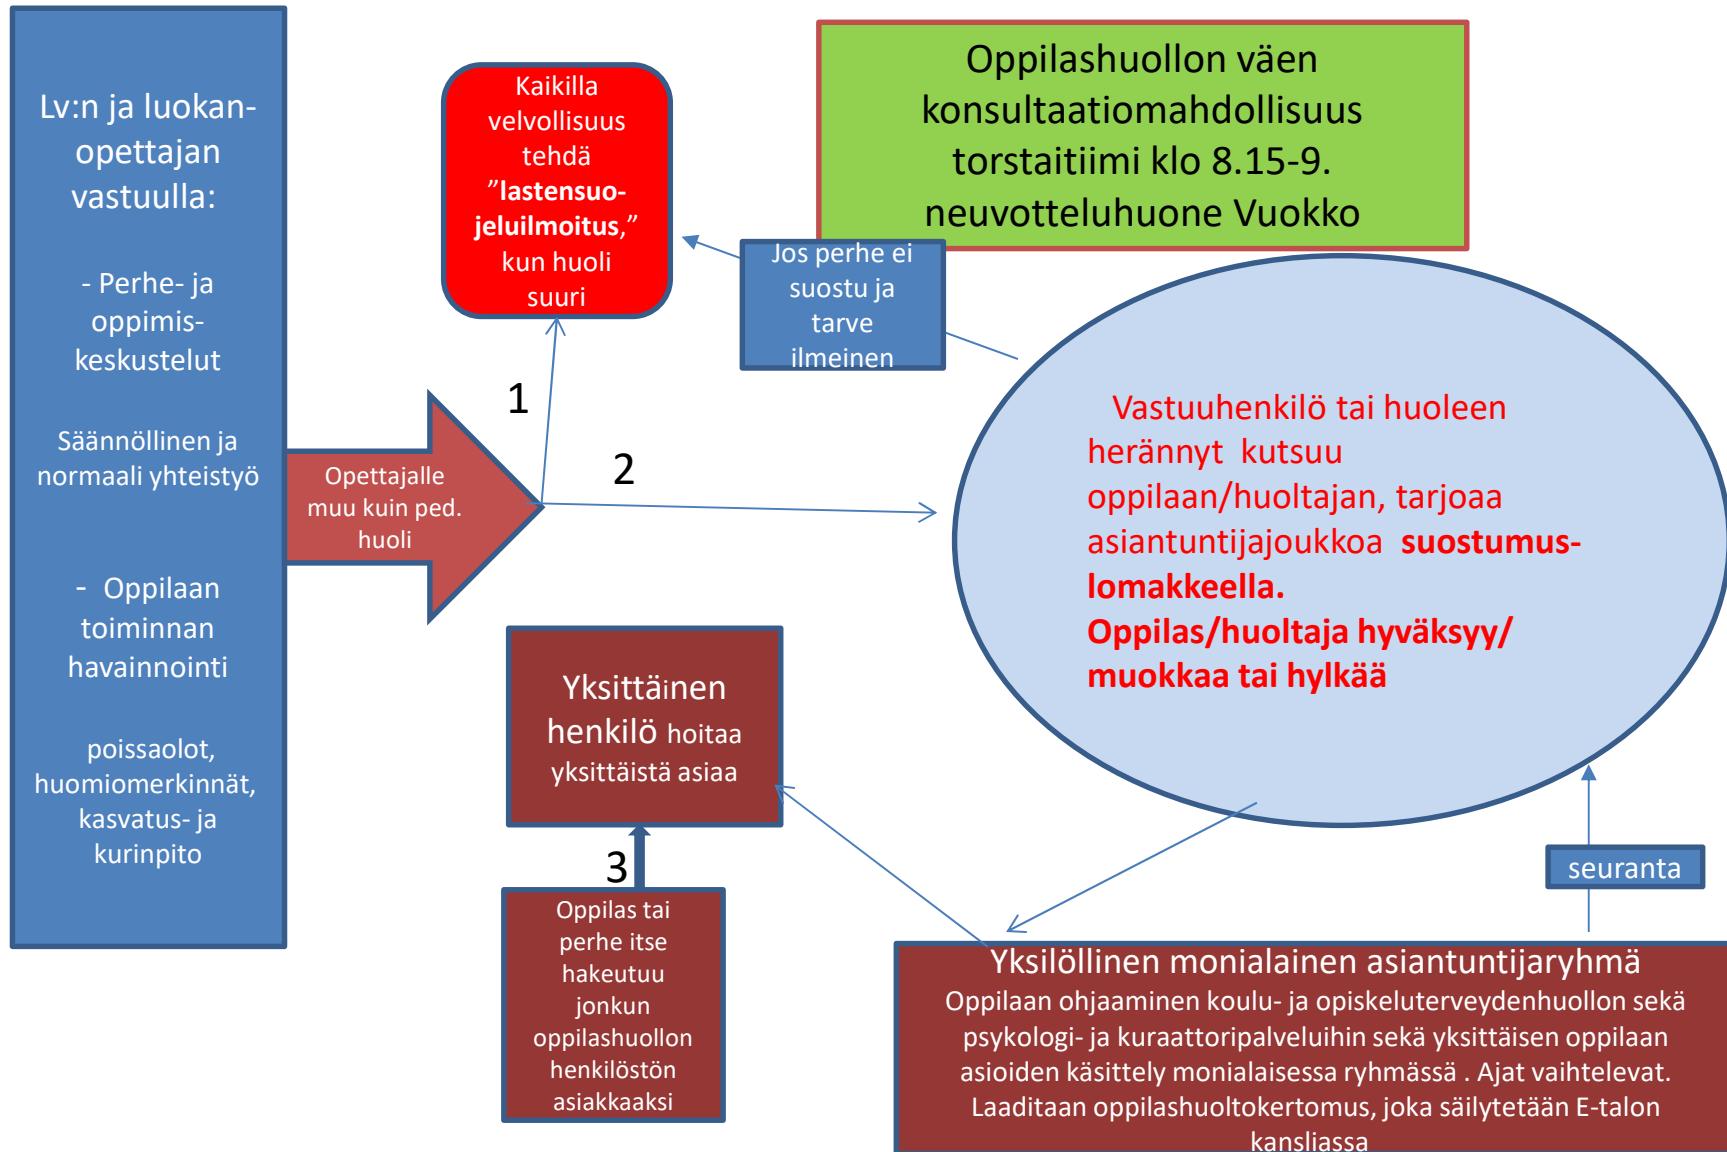 Lv:n ja luokan-
opettajan
vastuulla:
- Perhe- ja
oppimis-
keskustelut
Säännöllinen ja
normaali yhteistyö
- Oppilaan
toiminnan
havainnointi
poissaolot,
huomiomerkinnät,
kasvatus- ja
kurinpito
Opettajalle
muu kuin ped.
huoli
1
2
Kaikilla
velvollisuus
tehdä
”lastensuo-
jeluilmoitus,”
kun huoli
suuri
Oppilashuollon väen
konsultaatiomahdollisuus
torstaitiimi klo 8.15-9.
neuvotteluhuone Vuokko
Jos perhe ei
suostu ja
tarve
ilmeinen
Vastuuhenkilö tai huoleen
herännyt kutsuu
oppilaan/huoltajan, tarjoaa
asiantuntijajoukkoa suostumus-
lomakkeella.
Oppilas/huoltaja hyväksyy/
muokkaa tai hylkää
Yksittäinen
henkilö hoitaa
yksittäistä asiaa
3
Oppilas tai
perhe itse
hakeutuu
jonkun
oppilashuollon
henkilöstön
asiakkaaksi
seuranta
Yksilöllinen monialainen asiantuntijaryhmä
Oppilaan ohjaaminen koulu- ja opiskeluterveydenhuollon sekä
psykologi- ja kuraattoripalveluihin sekä yksittäisen oppilaan
asioiden käsittely monialaisessa ryhmässä . Ajat vaihtelevat.
Laaditaan oppilashuoltokertomus, joka säilytetään E-talon
kansliassa